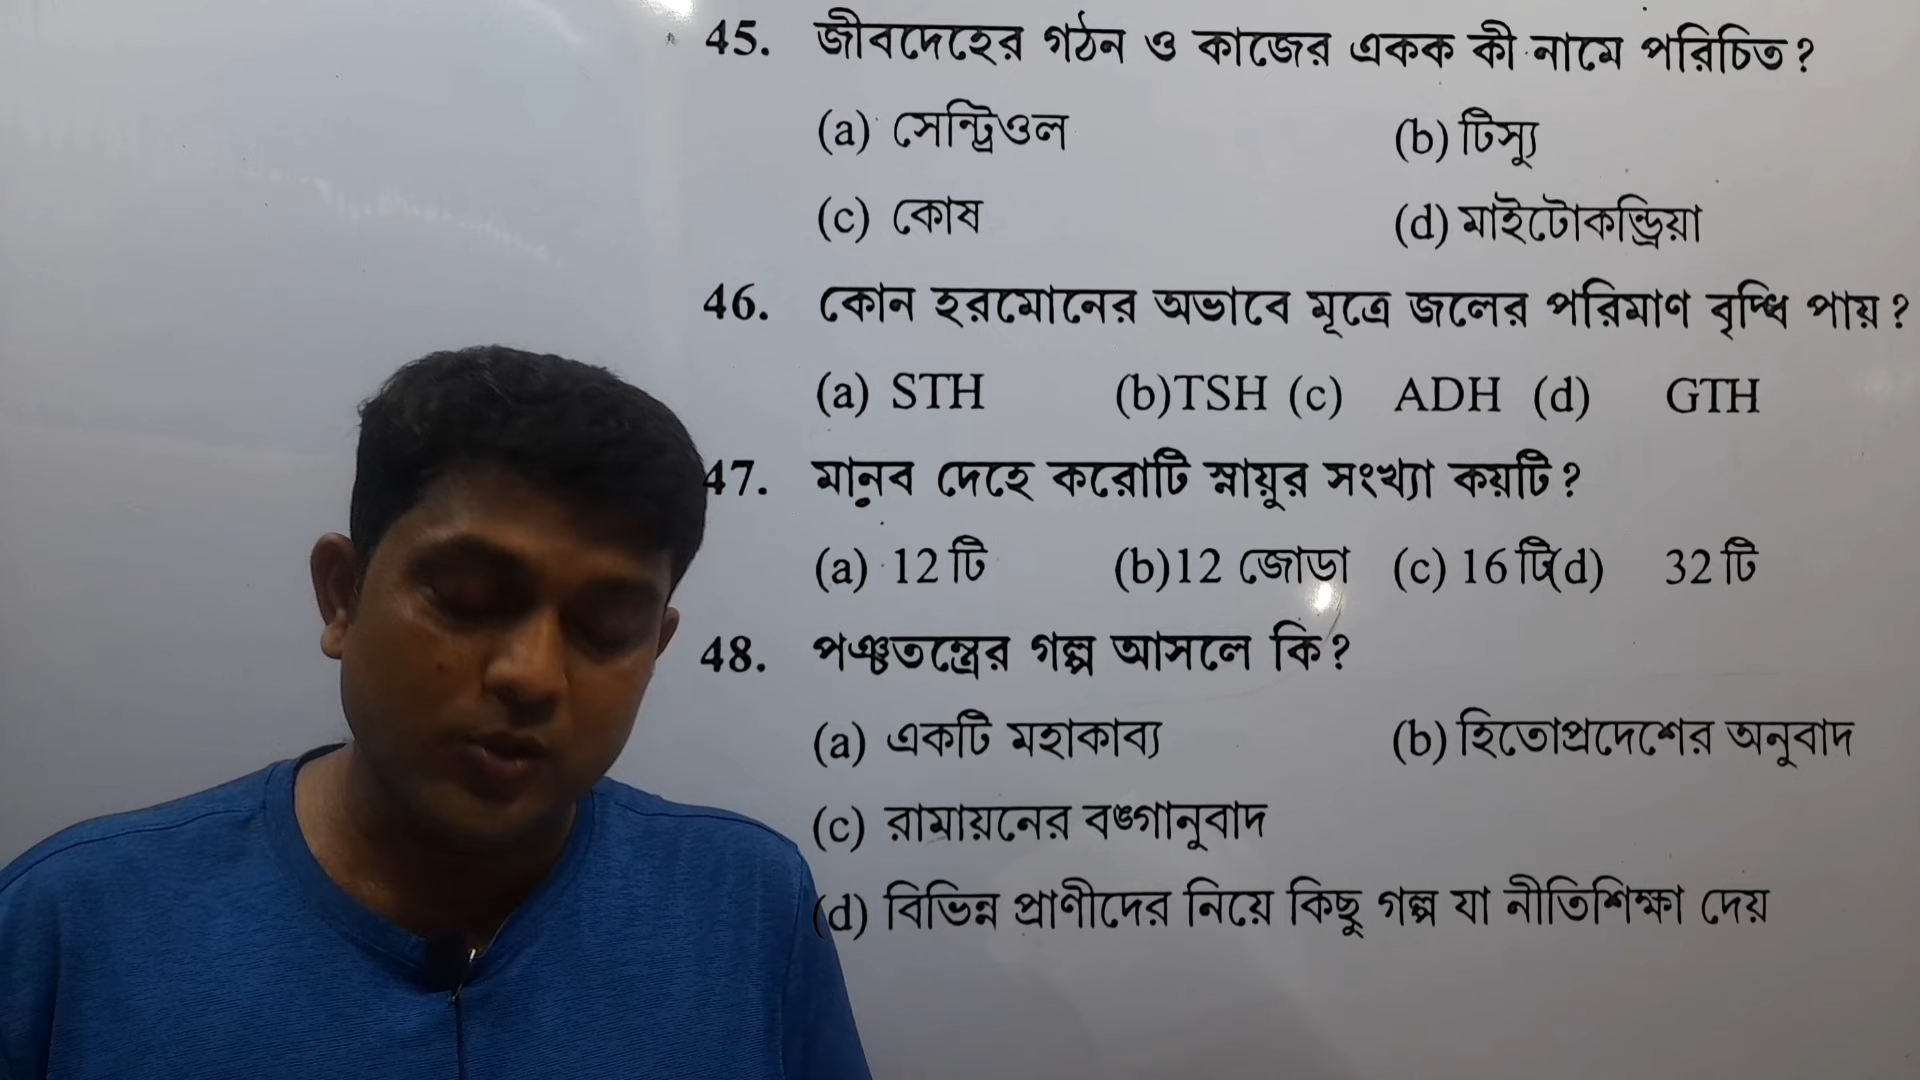 45. জীবদেহের গঠন ও কাজের একক কী নামে পরিচিত?
(a) সেন্ট্রিওল (b) টিস্যু
(c) কোষ (d) মাইটোকন্ড্রিয়া
46. কোন হরমোনের অভাবে মূত্রে জলের পরিমাণ বৃদ্ধি পায়?
(a) STH (b) TSH (c) ADH (d) GTH
47. মানব দেহে করোটি স্নায়ুর সংখ্যা কয়টি?
(a) 12 টি (b) 12 জোড়া (c) 16 টি (d) 32 টি
48. পঞ্চতন্ত্রের গল্প আসলে কি?
(a) একটি মহাকাব্য (b) হিতোপ্রদেশের অনুবাদ
(c) রামায়নের বঙ্গানুবাদ
(d) বিভিন্ন প্রাণীদের নিয়ে কিছু গল্প যা নীতিশিক্ষা দেয়